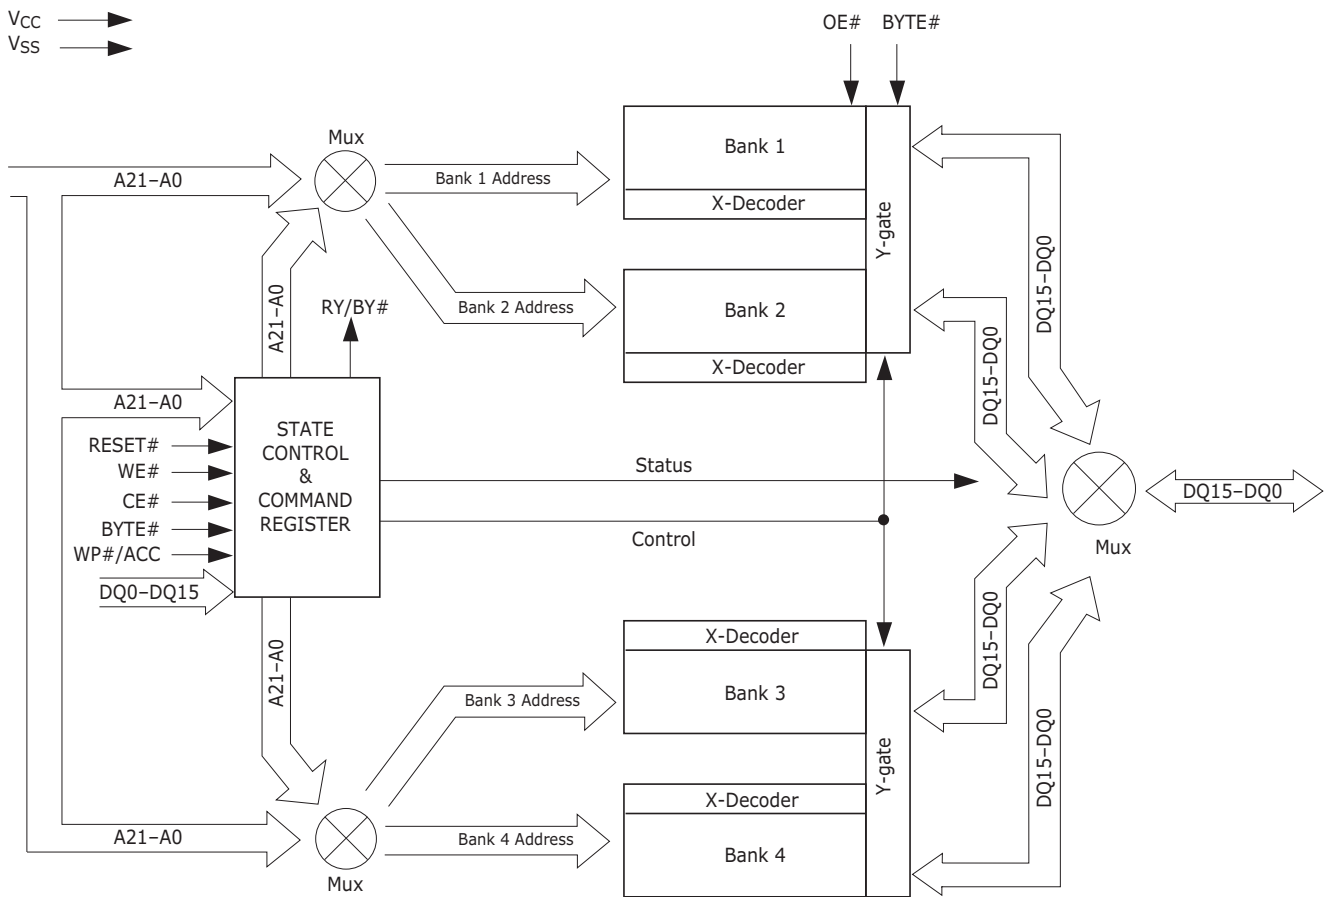 VCC
VSS
OE#
BYTE#
Mux
A21–A0
Bank 1 Address
Bank 1
X-Decoder
Y-gate
DQ15–DQ0
A21–A0
RY/BY#
Bank 2 Address
Bank 2
X-Decoder
DQ15–DQ0
A21–A0
RESET#
WE#
CE#
BYTE#
WP#/ACC
DQ0–DQ15
STATE
CONTROL
&
COMMAND
REGISTER
Status
Control
DQ15–DQ0
Mux
A21–A0
X-Decoder
Bank 3 Address
Bank 3
Y-gate
DQ15–DQ0
DQ15–DQ0
X-Decoder
A21–A0
Mux
Bank 4 Address
Bank 4